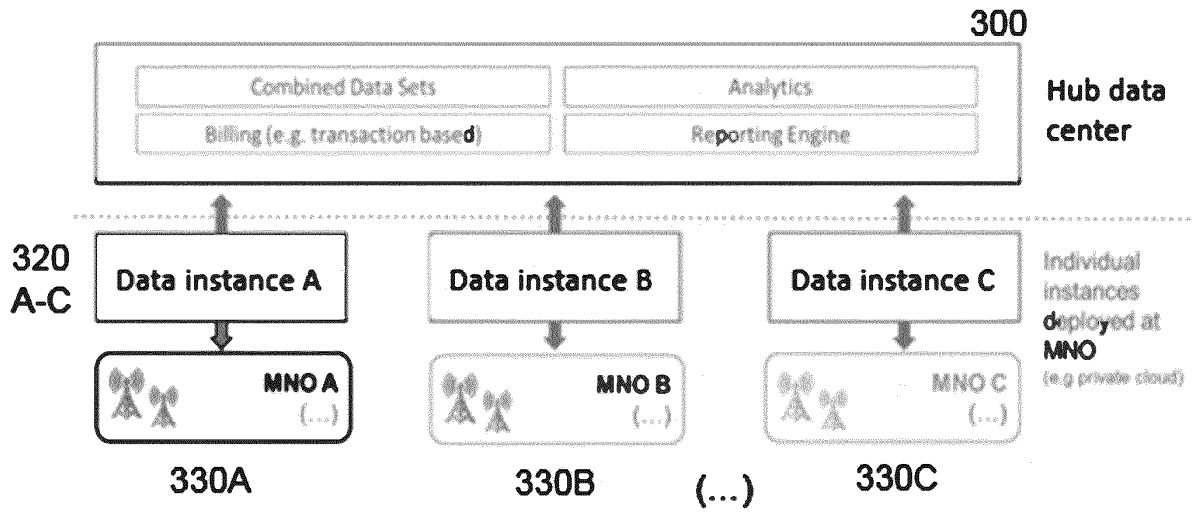 300
Combined Data Sets
Analytics
Billing (e.g. transaction based)
Reporting Engine
Hub data
center
320
A-C
Data instance A
Data instance B
Data instance C
Individual
instances
deployed at
MNO
(e.g private cloud)
MNO A
(...)
MNO B
(...)
MNO C
(...)
330A
330B
(...)
330C